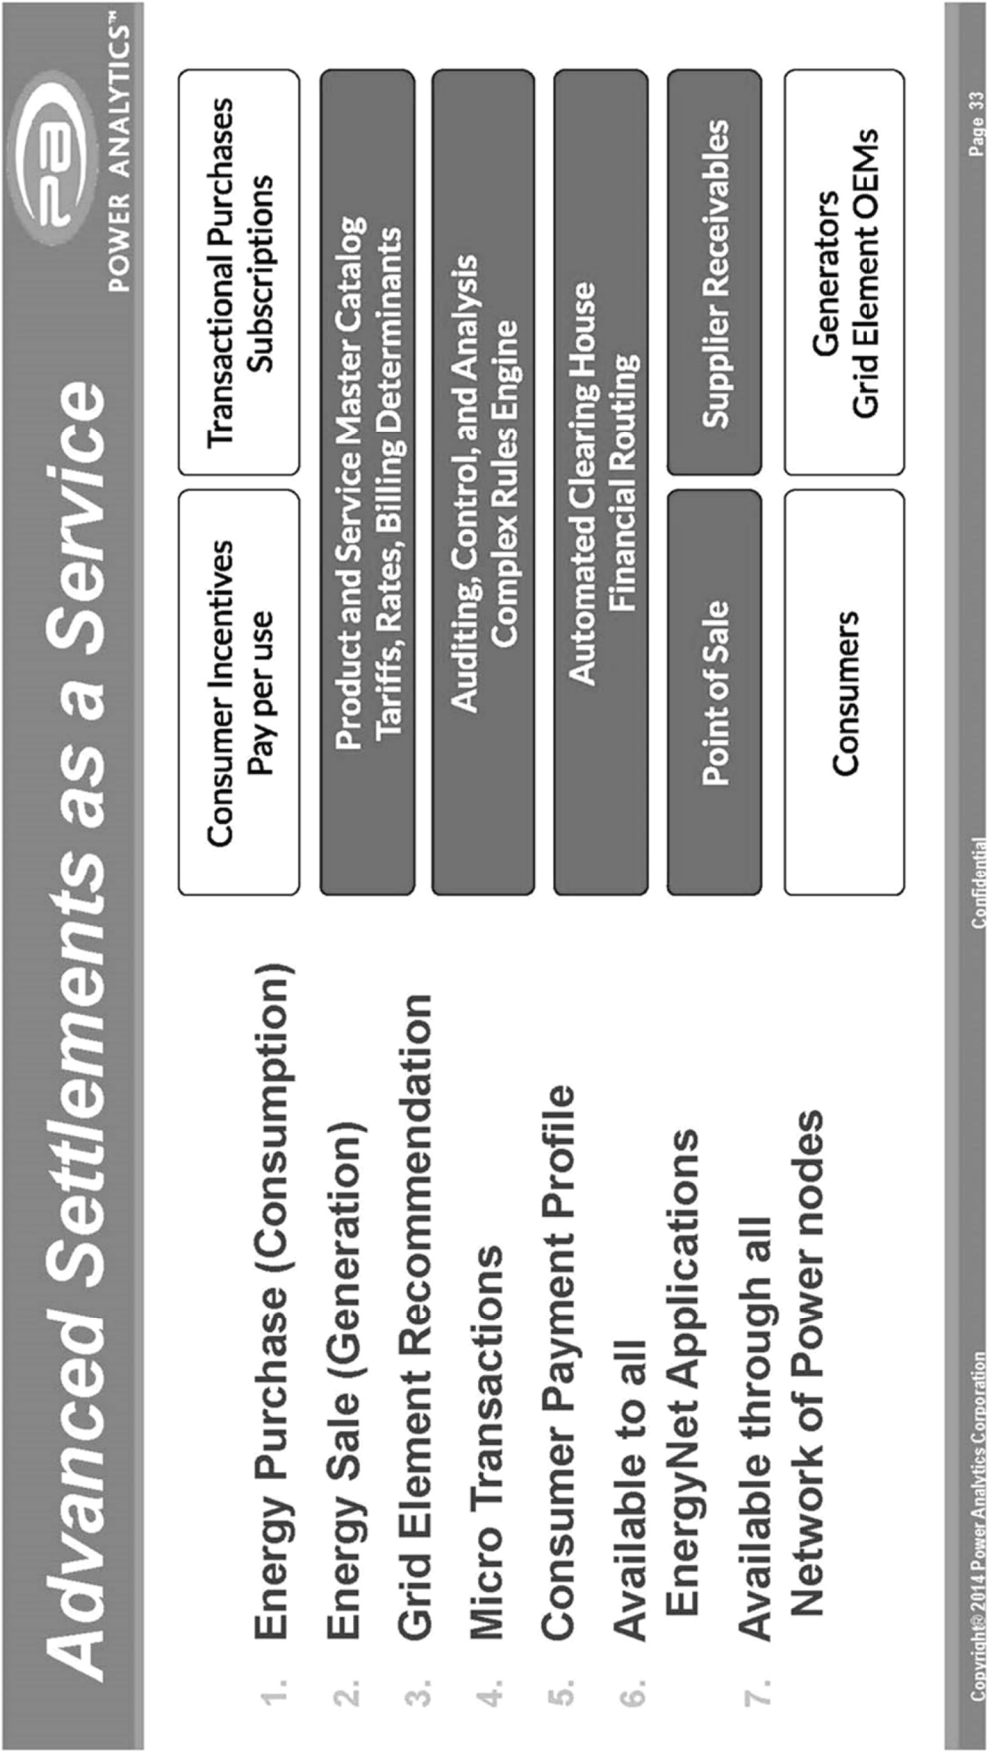 Advanced Settlements as a Service
PB
POWER ANALYTICS™
1. Energy Purchase (Consumption)
2. Energy Sale (Generation)
3. Grid Element Recommendation
4. Micro Transactions
5. Consumer Payment Profile
6. Available to all
EnergyNet Applications
7. Available through all
Network of Power nodes
Consumer Incentives
Pay per use
Transactional Purchases
Subscriptions
Product and Service Master Catalog
Tariffs, Rates, Billing Determinants
Auditing, Control, and Analysis
Complex Rules Engine
Automated Clearing House
Financial Routing
Point of Sale
Supplier Receivables
Consumers
Generators
Grid Element OEMs
Copyright© 2014 Power Analytics Corporation
Confidential
Page 33